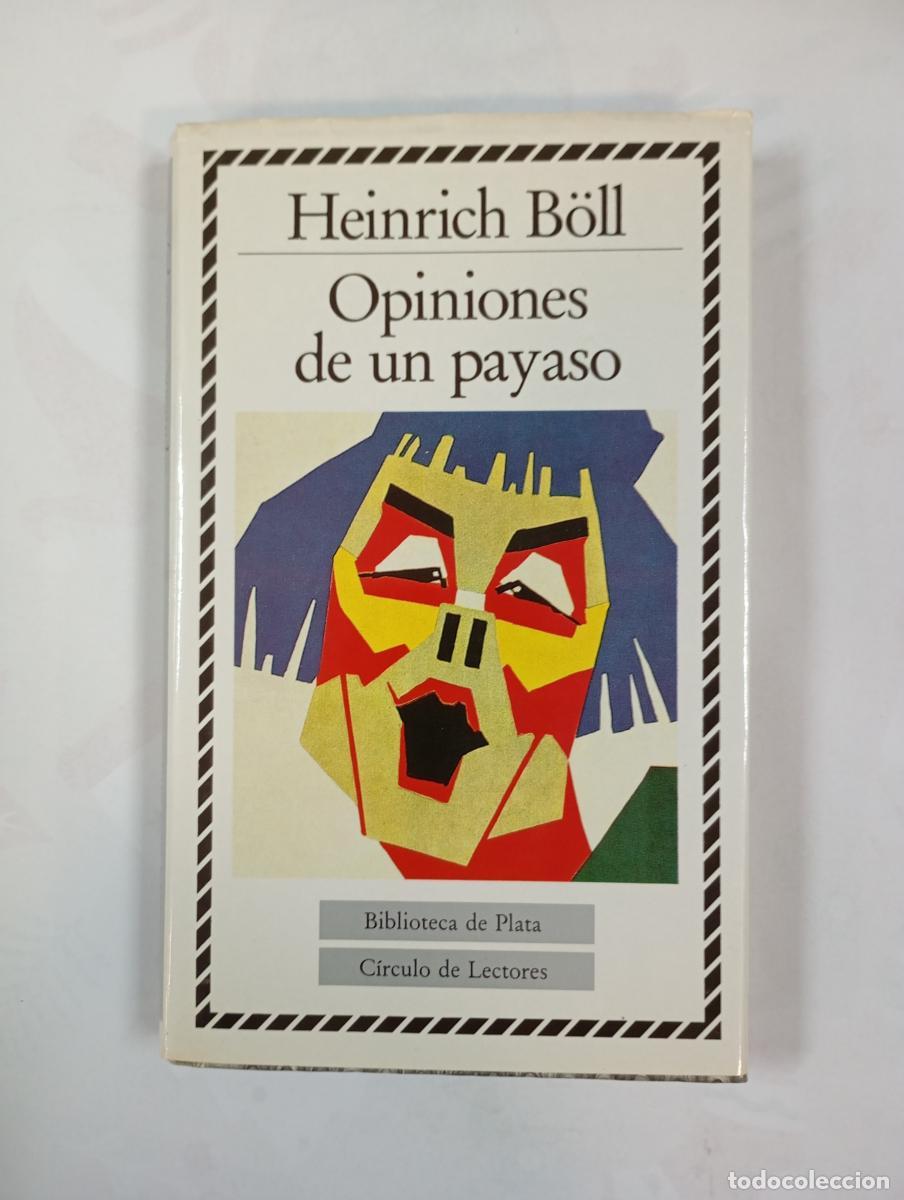 Heinrich Böll
Opiniones
de un payaso
Biblioteca de Plata
Círculo de Lectores
todocoleccion